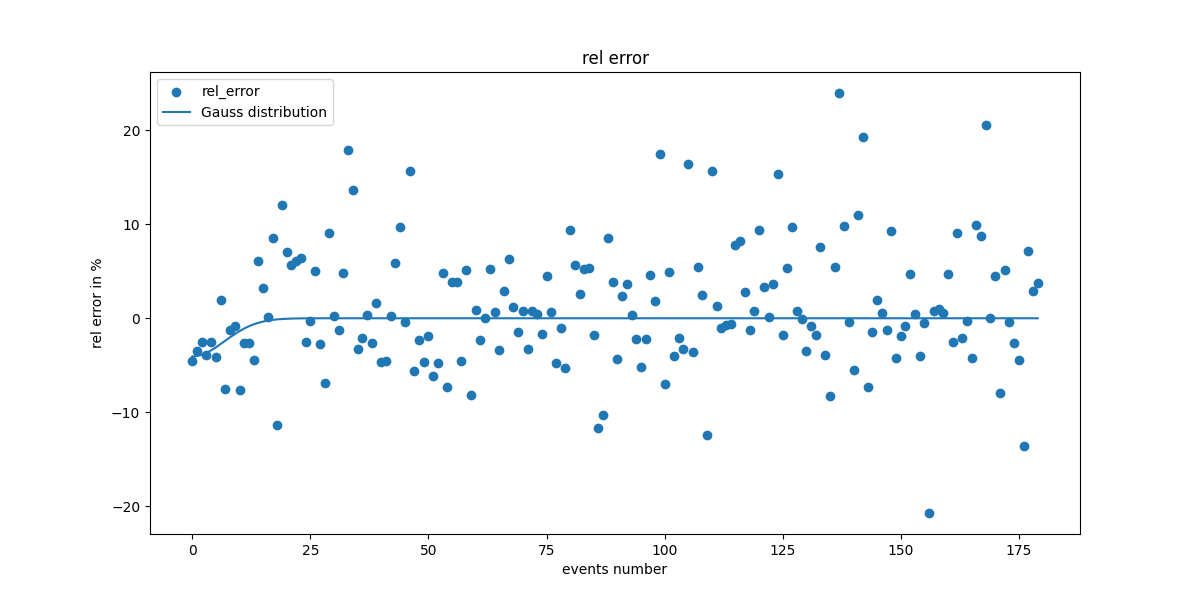 rel error
rel_error
Gauss distribution
rel error in %
20
10
0
−10
−20
0 25 50 75 100 125 150 175
events number